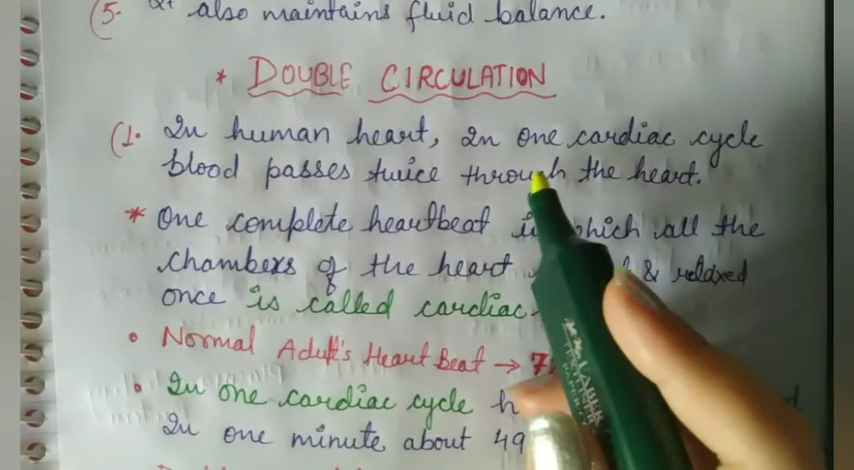 (5. It also maintains fluid balance.
* DOUBLE CIRCULATION
(1. In human heart, In one cardiac cycle
blood passes twice through the heart.
* One complete heartbeat in which all the
chambers of the heart & relaxed
once is called cardiac
• Normal Adult's Heart Beat → 7
• In one cardiac cycle
In one minute about 49